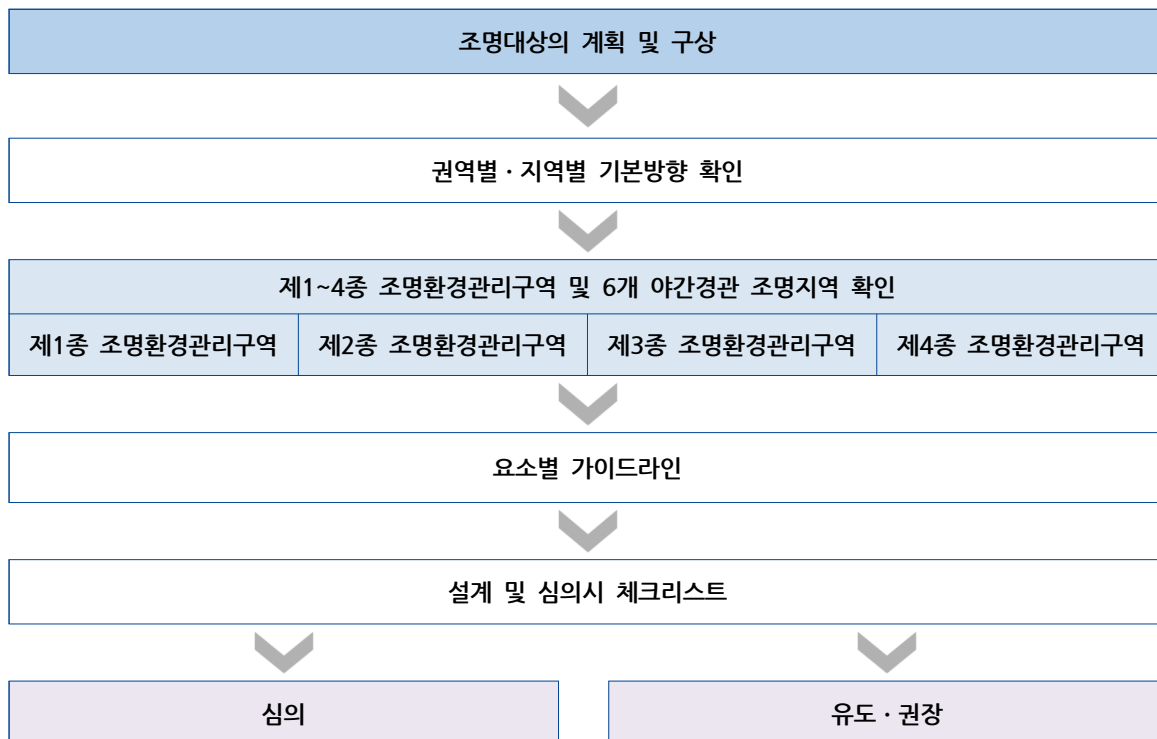 조명대상의 계획 및 구상
권역별·지역별 기본방향 확인
제1~4종 조명환경관리구역 및 6개 야간경관 조명지역 확인
제1종 조명환경관리구역
제2종 조명환경관리구역
제3종 조명환경관리구역
제4종 조명환경관리구역
요소별 가이드라인
설계 및 심의시 체크리스트
심의
유도·권장